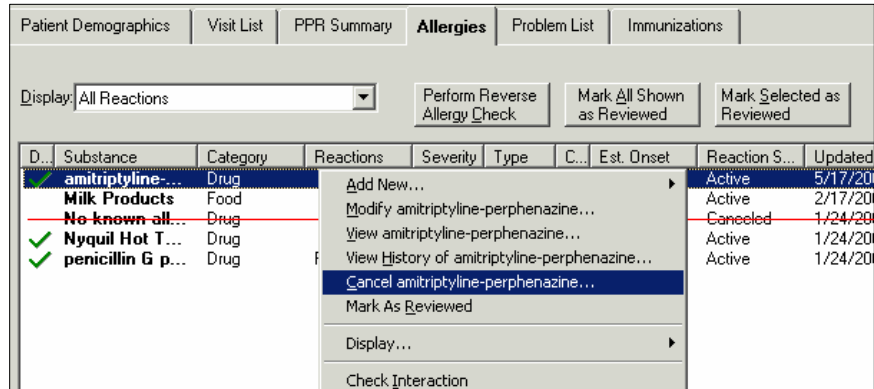 Patient Demographics Visit List PPR Summary Allergies Problem List Immunizations
Display: All Reactions Perform Reverse Allergy Check Mark All Shown as Reviewed Mark Selected as Reviewed
D... Substance Category Reactions Severity Type C... Est. Onset Reaction S... Updated
amitriptyline-... Drug Active 5/17/200
Milk Products Food Active 2/17/200
No known all... Drug Canceled 1/24/200
Nyquil Hot T... Drug Active 1/24/200
penicillin G p... Drug Active 1/24/200
Add New...
Modify amitriptyline-perphenazine...
View amitriptyline-perphenazine...
View History of amitriptyline-perphenazine...
Cancel amitriptyline-perphenazine...
Mark As Reviewed
Display...
Check Interaction